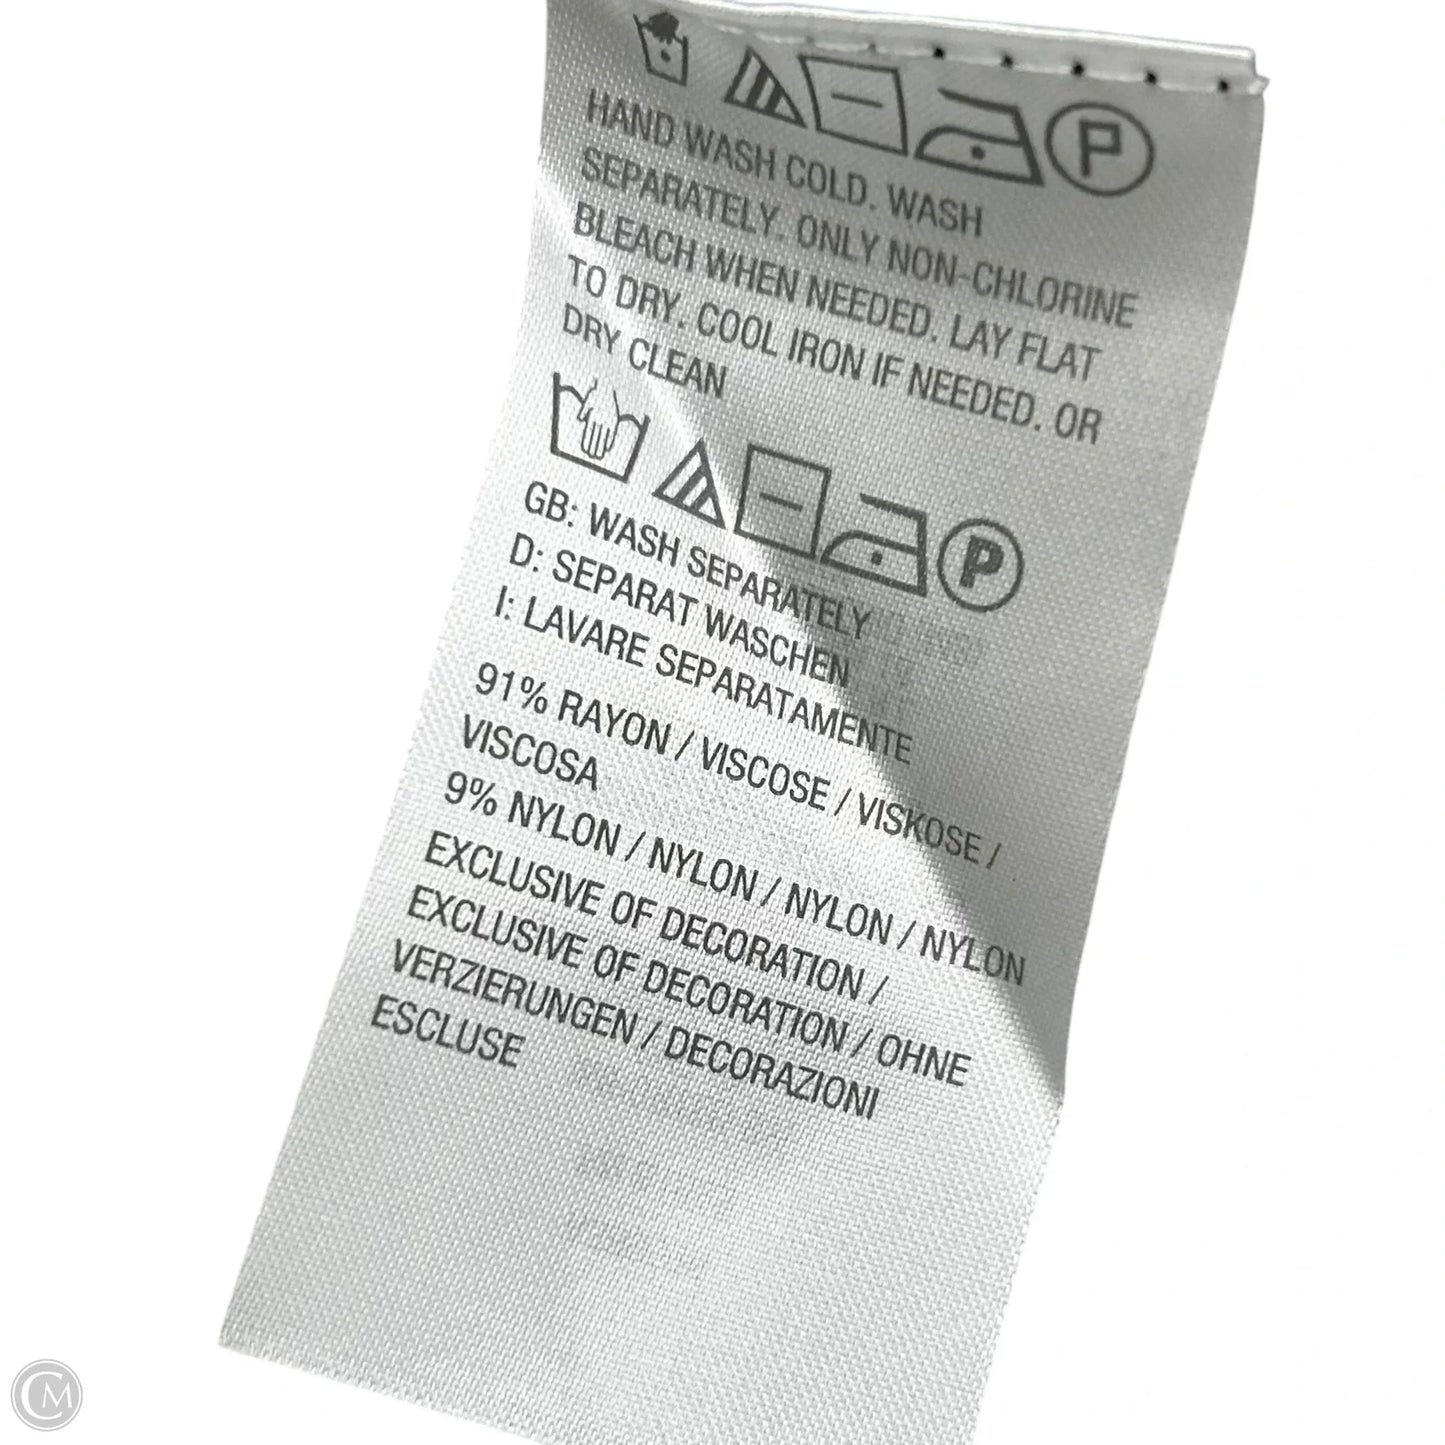 P
HAND WASH COLD. WASH
SEPARATELY. ONLY NON-CHLORINE
BLEACH WHEN NEEDED. LAY FLAT
TO DRY. COOL IRON IF NEEDED. OR
DRY CLEAN
P
GB: WASH SEPARATELY
D: SEPARAT WASCHEN
I: LAVARE SEPARATAMENTE
91% RAYON / VISCOSE / VISKOSE /
VISCOSA
9% NYLON / NYLON / NYLON / NYLON
EXCLUSIVE OF DECORATION /
EXCLUSIVE OF DECORATION / OHNE
VERZIERUNGEN / DECORAZIONI
ESCLUSE
CM